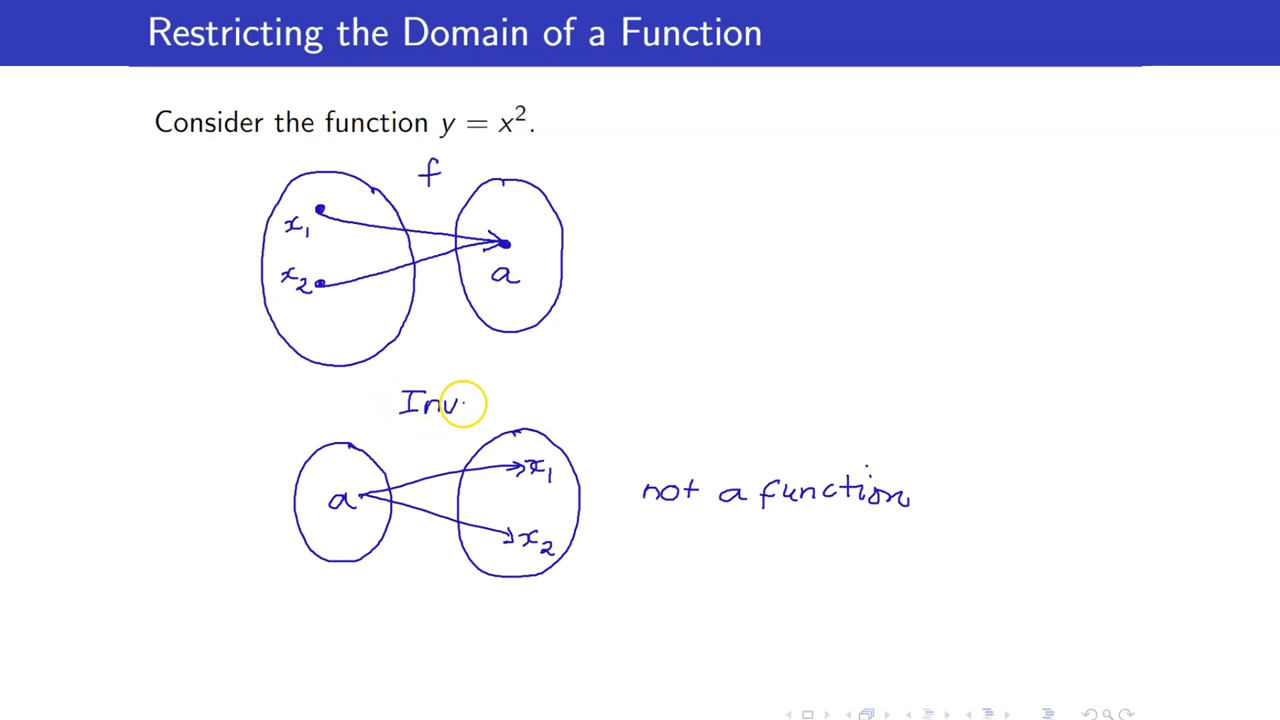 Restricting the Domain of a Function
Consider the function y = x².
f
x₁
x₂
a
Inv.
a
x₁
x₂
not a function